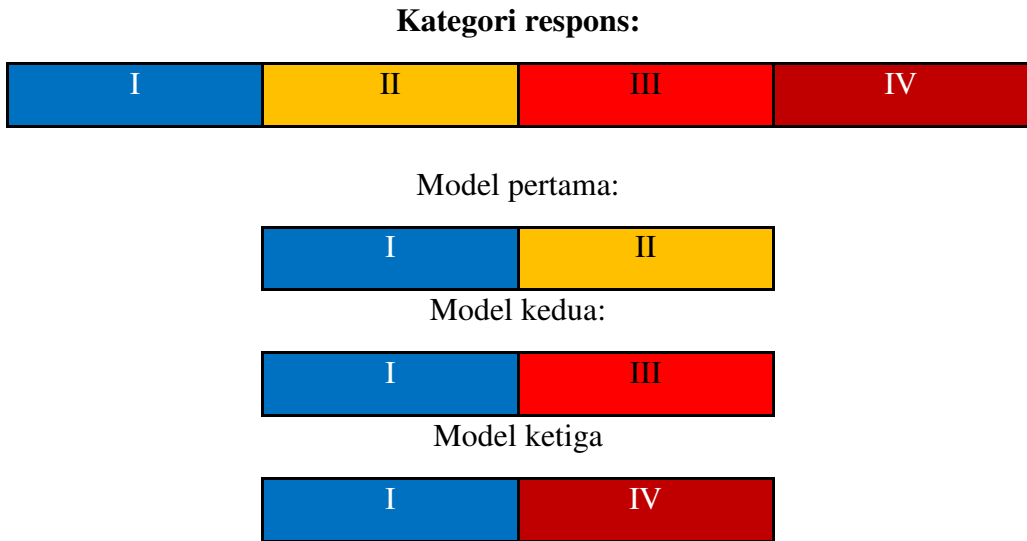 Kategori respons:
I II III IV
Model pertama:
I II
Model kedua:
I III
Model ketiga
I IV